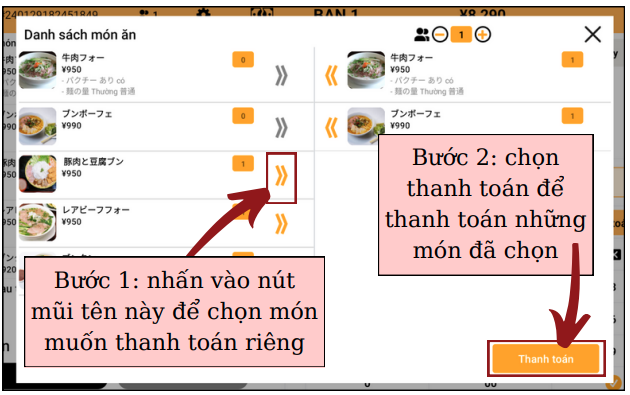 20240129182451849
1
BAN 1
¥8,290
Danh sách món ăn
1
牛肉フォー
¥950
- パクチー あり có
- 麺の量 Thường 普通
0
ブンボーフェ
¥990
0
豚肉と豆腐ブン
¥950
1
レアビーフフォー
¥950
牛肉フォー
¥950
- パクチー あり có
- 麺の量 Thường 普通
1
ブンボーフェ
¥990
1
Bước 1: nhấn vào nút
mũi tên này để chọn món
muốn thanh toán riêng
Bước 2: chọn
thanh toán để
thanh toán những
món đã chọn
Thanh toán
0
00